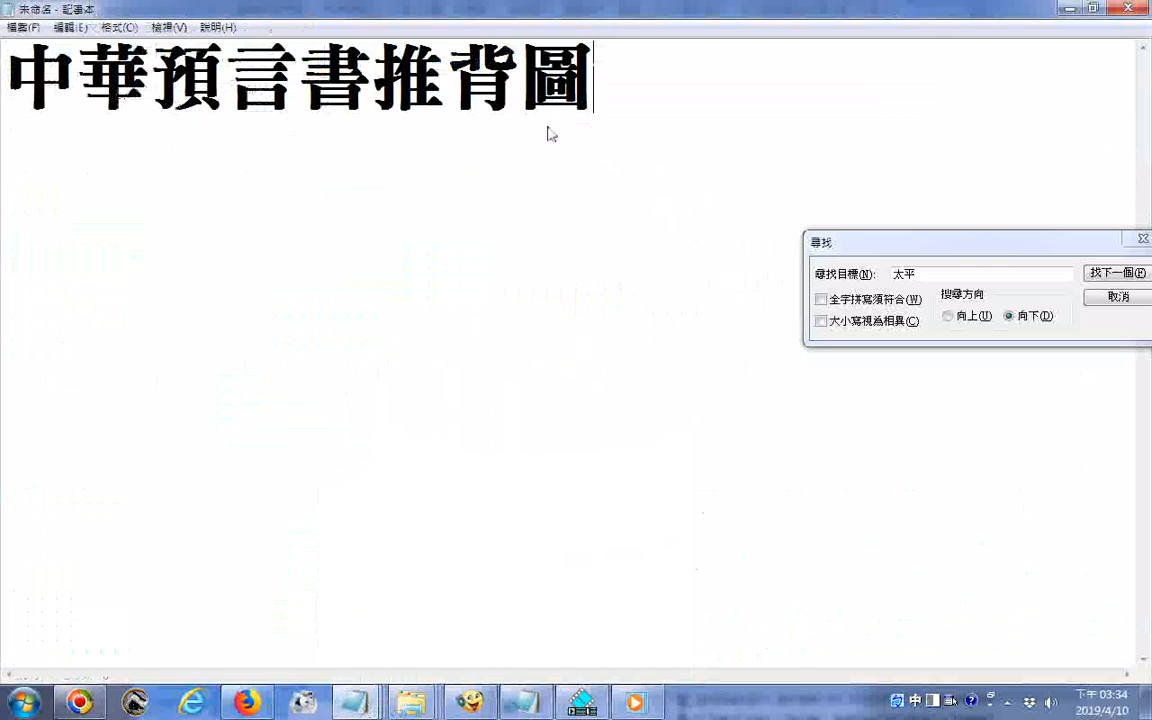 未命名 - 記事本
檔案(F) 編輯(E) 格式(O) 檢視(V) 說明(H)
中華預言書推背圖
尋找
尋找目標(N): 太平
找下一個(F)
全字拼寫須符合(W)
搜尋方向
取消
大小寫視為相異(C)
向上(U) 向下(D)
中
下午 03:34
2019/4/10